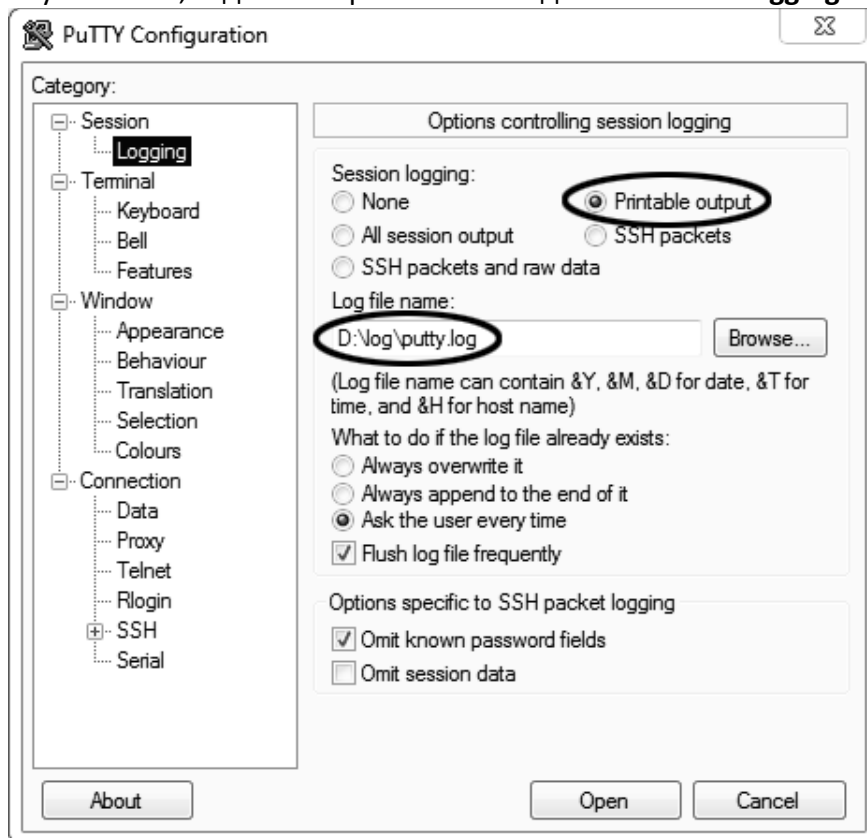 gging
PuTTY Configuration
Category:
Session
Logging
Terminal
Keyboard
Bell
Features
Window
Appearance
Behaviour
Translation
Selection
Colours
Connection
Data
Proxy
Telnet
Rlogin
SSH
Serial
Options controlling session logging
Session logging:
None
Printable output
All session output
SSH packets
SSH packets and raw data
Log file name:
D:\log\putty.log
Browse...
(Log file name can contain &Y, &M, &D for date, &T for
time, and &H for host name)
What to do if the log file already exists:
Always overwrite it
Always append to the end of it
Ask the user every time
Flush log file frequently
Options specific to SSH packet logging
Omit known password fields
Omit session data
About
Open
Cancel